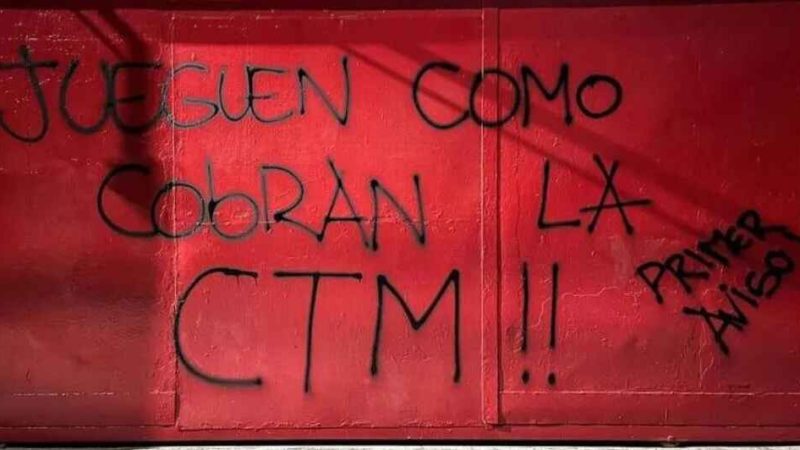 JUEGUEN COMO
CObRAN LA
CTM!!
PRIMER
AVISO